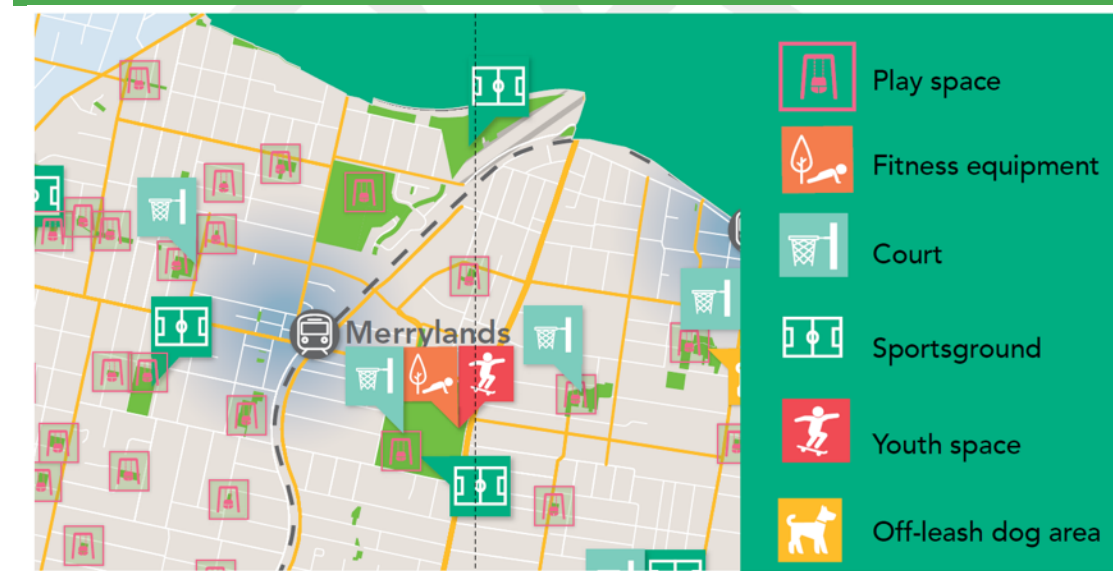 Merrylands
Play space
Fitness equipment
Court
Sportsground
Youth space
Off-leash dog area